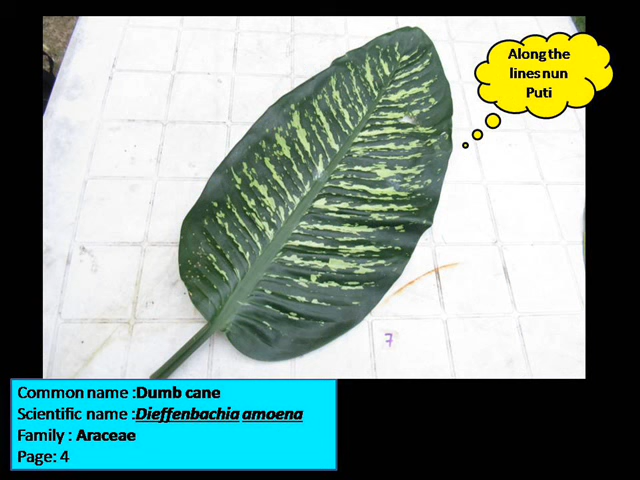 Along the
lines nun
Puti
7
Common name :Dumb cane
Scientific name :Dieffenbachia amoena
Family : Araceae
Page: 4